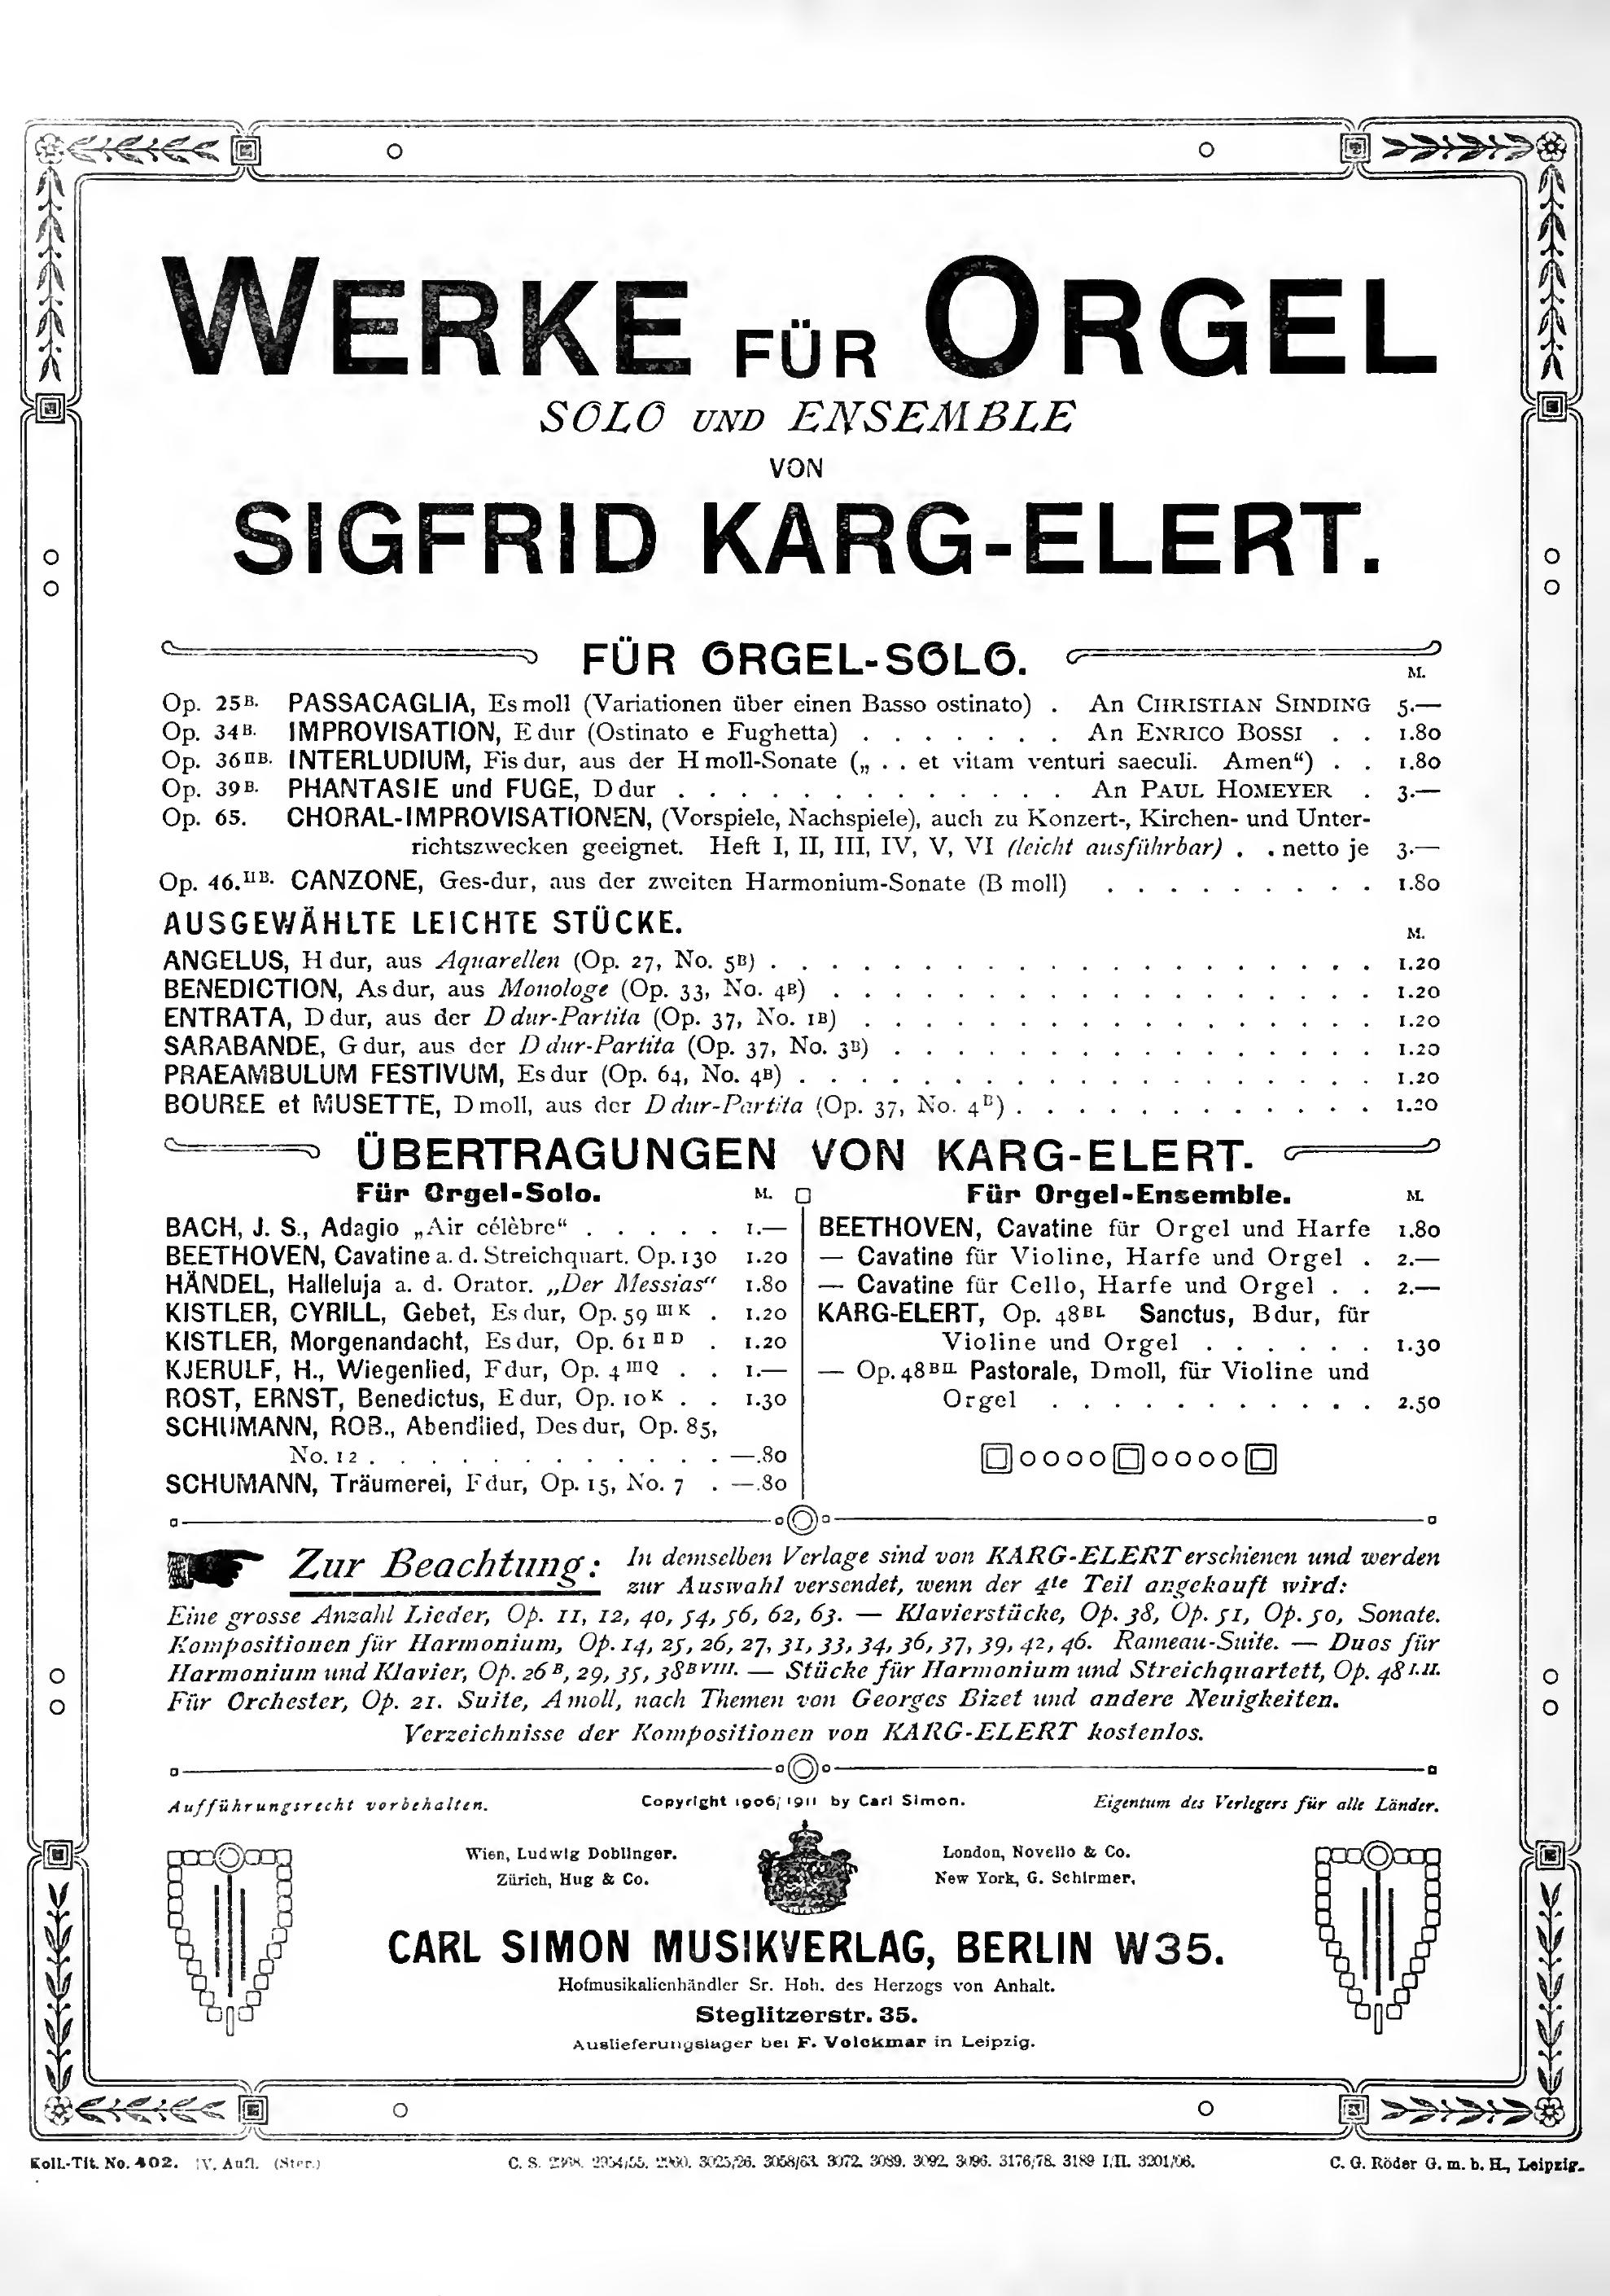 WERKE FÜR ORGEL
SOLO UND ENSEMBLE
VON
SIGFRID KARG-ELERT.
FÜR ORGEL-SOLO.
M.
Op. 25B. PASSACAGLIA, Es moll (Variationen über einen Basso ostinato) . An CHRISTIAN SINDING 5.—
Op. 34B. IMPROVISATION, E dur (Ostinato e Fughetta) . . . . . . . An ENRICO BOSSI . . 1.80
Op. 36IIB. INTERLUDIUM, Fis dur, aus der H moll-Sonate („ . . et vitam venturi saeculi. Amen“) . . 1.80
Op. 39B. PHANTASIE und FUGE, D dur . . . . . . . . . . . . . An PAUL HOMEYER . 3.—
Op. 65. CHORAL-IMPROVISATIONEN, (Vorspiele, Nachspiele), auch zu Konzert-, Kirchen- und Unter-
richtszwecken geeignet. Heft I, II, III, IV, V, VI (leicht ausführbar) . . netto je 3.—
Op. 46.IIB. CANZONE, Ges-dur, aus der zweiten Harmonium-Sonate (B moll) . . . . . . . . . 1.80
AUSGEWÄHLTE LEICHTE STÜCKE.
M.
ANGELUS, H dur, aus Aquarellen (Op. 27, No. 5B) . . . . . . . . . . . . . . . . . . . . 1.20
BENEDICTION, As dur, aus Monologe (Op. 33, No. 4B) . . . . . . . . . . . . . . . . . . 1.20
ENTRATA, D dur, aus der D dur-Partita (Op. 37, No. 1B) . . . . . . . . . . . . . . . . . 1.20
SARABANDE, G dur, aus der D dur-Partita (Op. 37, No. 3B) . . . . . . . . . . . . . . . . 1.20
PRAEAMBULUM FESTIVUM, Es dur (Op. 64, No. 4B) . . . . . . . . . . . . . . . . . . . 1.20
BOUREE et MUSETTE, D moll, aus der D dur-Partita (Op. 37, No. 4B) . . . . . . . . . . . . 1.20
ÜBERTRAGUNGEN VON KARG-ELERT.
Für Orgel-Solo. M.
BACH, J. S., Adagio „Air célèbre“ . . . . . 1.—
BEETHOVEN, Cavatine a. d. Streichquart. Op. 130 1.20
HÄNDEL, Halleluja a. d. Orator. „Der Messias“ 1.80
KISTLER, CYRILL, Gebet, Es dur, Op. 59 III K . 1.20
KISTLER, Morgenandacht, Es dur, Op. 61 II D . 1.20
KJERULF, H., Wiegenlied, F dur, Op. 4 III Q . . 1.—
ROST, ERNST, Benedictus, E dur, Op. 10 K . . 1.30
SCHUMANN, ROB., Abendlied, Des dur, Op. 85,
No. 12 . . . . . . . . . . . . —.80
SCHUMANN, Träumerei, F dur, Op. 15, No. 7 . —.80
Für Orgel-Ensemble. M.
BEETHOVEN, Cavatine für Orgel und Harfe 1.80
— Cavatine für Violine, Harfe und Orgel . 2.—
— Cavatine für Cello, Harfe und Orgel . . 2.—
KARG-ELERT, Op. 48BI. Sanctus, B dur, für
Violine und Orgel . . . . . . 1.30
— Op. 48BII. Pastorale, D moll, für Violine und
Orgel . . . . . . . . . . . 2.50
Zur Beachtung: In demselben Verlage sind von KARG-ELERT erschienen und werden
zur Auswahl versendet, wenn der 4te Teil angekauft wird:
Eine grosse Anzahl Lieder, Op. 11, 12, 40, 54, 56, 62, 63. — Klavierstücke, Op. 38, Op. 51, Op. 50, Sonate.
Kompositionen für Harmonium, Op. 14, 25, 26, 27, 31, 33, 34, 36, 37, 39, 42, 46. Rameau-Suite. — Duos für
Harmonium und Klavier, Op. 26B, 29, 35, 38B VIII. — Stücke für Harmonium und Streichquartett, Op. 48 I.II.
Für Orchester, Op. 21. Suite, A moll, nach Themen von Georges Bizet und andere Neuigkeiten.
Verzeichnisse der Kompositionen von KARG-ELERT kostenlos.
Aufführungsrecht vorbehalten. Copyright 1906/1911 by Carl Simon. Eigentum des Verlegers für alle Länder.
Wien, Ludwig Doblinger. London, Novello & Co.
Zürich, Hug & Co. New York, G. Schirmer.
CARL SIMON MUSIKVERLAG, BERLIN W35.
Hofmusikalienhändler Sr. Hoh. des Herzogs von Anhalt.
Steglitzerstr. 35.
Auslieferungslager bei F. Volckmar in Leipzig.
Koll.-Tit. No. 402. IV. Aufl. (Ster.) C. S. 2954/55. 3025/26. 3058/63. 3072. 3089. 3092. 3096. 3176/78. 3189 I/II. 3201/06. C. G. Röder G. m. b. H., Leipzig.